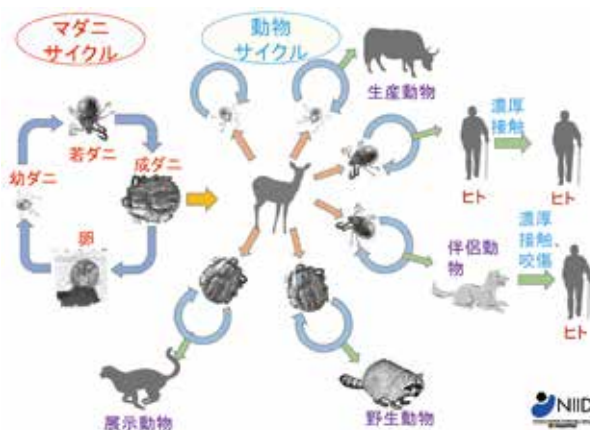 マダニ
サイクル
動物
サイクル
生産動物
濃厚
接触
ヒト
ヒト
若ダニ
成ダニ
幼ダニ
卵
伴侶動
物
濃厚
接触、
咬傷
ヒト
展示動物
野生動物
NIID